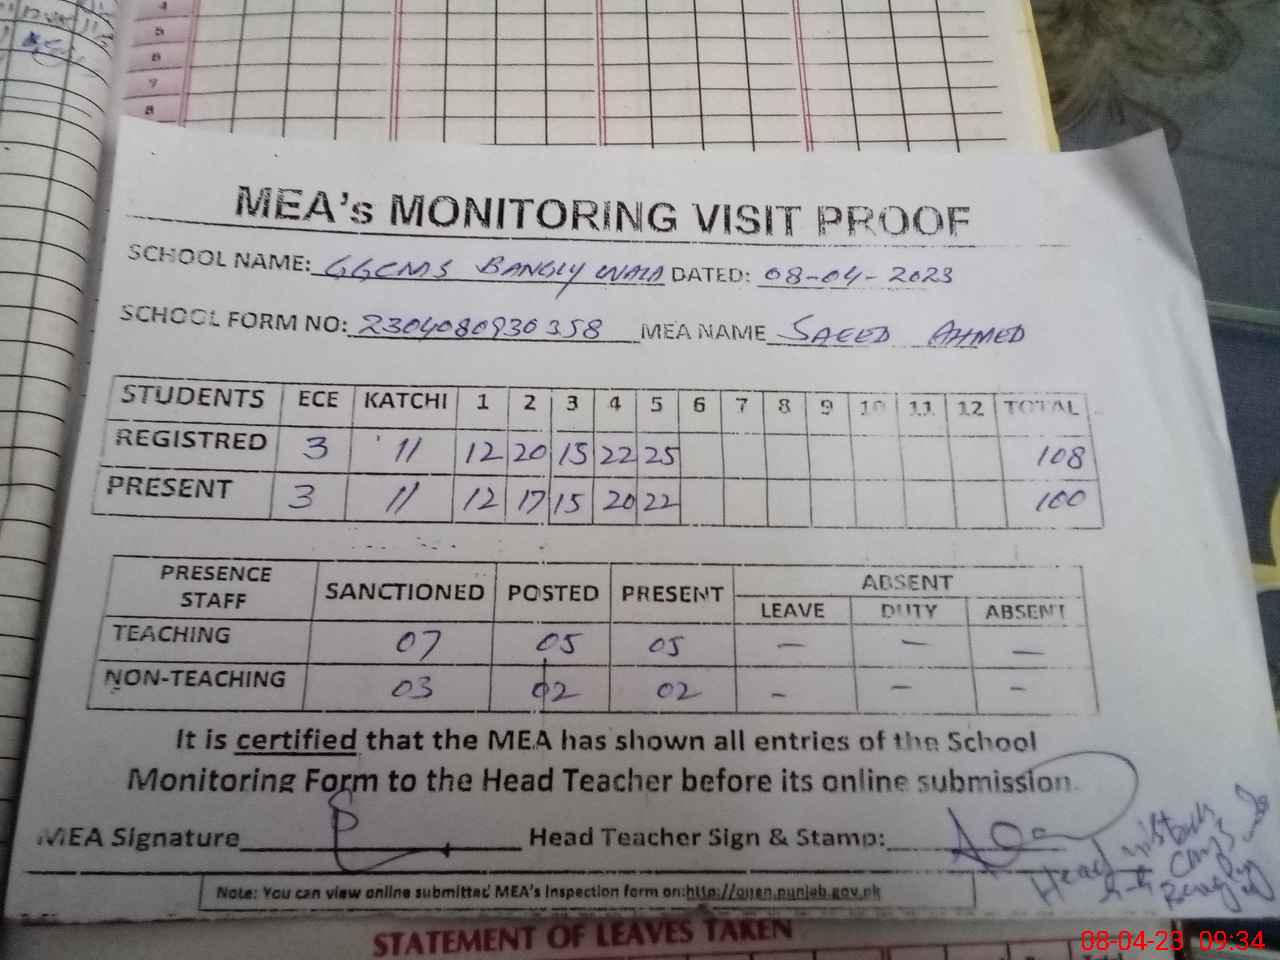 4
5
6
7
8
MEA's MONITORING VISIT PROOF
SCHOOL NAME: GGCMS BANGLY WALA DATED: 08-04-2023
SCHOOL FORM NO: 2304080930358 MEA NAME SAEED AHMED
STUDENTS ECE KATCHI 1 2 3 4 5 6 7 8 9 10 11 12 TOTAL
REGISTRED 3 11 12 20 15 22 25 108
PRESENT 3 11 12 17 15 20 22 100
PRESENCE STAFF SANCTIONED POSTED PRESENT ABSENT
LEAVE DUTY ABSENT
TEACHING 07 05 05 — — —
NON-TEACHING 03 02 02 - — -
It is certified that the MEA has shown all entries of the School
Monitoring Form to the Head Teacher before its online submission.
MEA Signature Head Teacher Sign & Stamp:
Note: You can view online submitted MEA's Inspection form on:http://open.punjab.gov.pk
STATEMENT OF LEAVES TAKEN
08-04-23 09:34